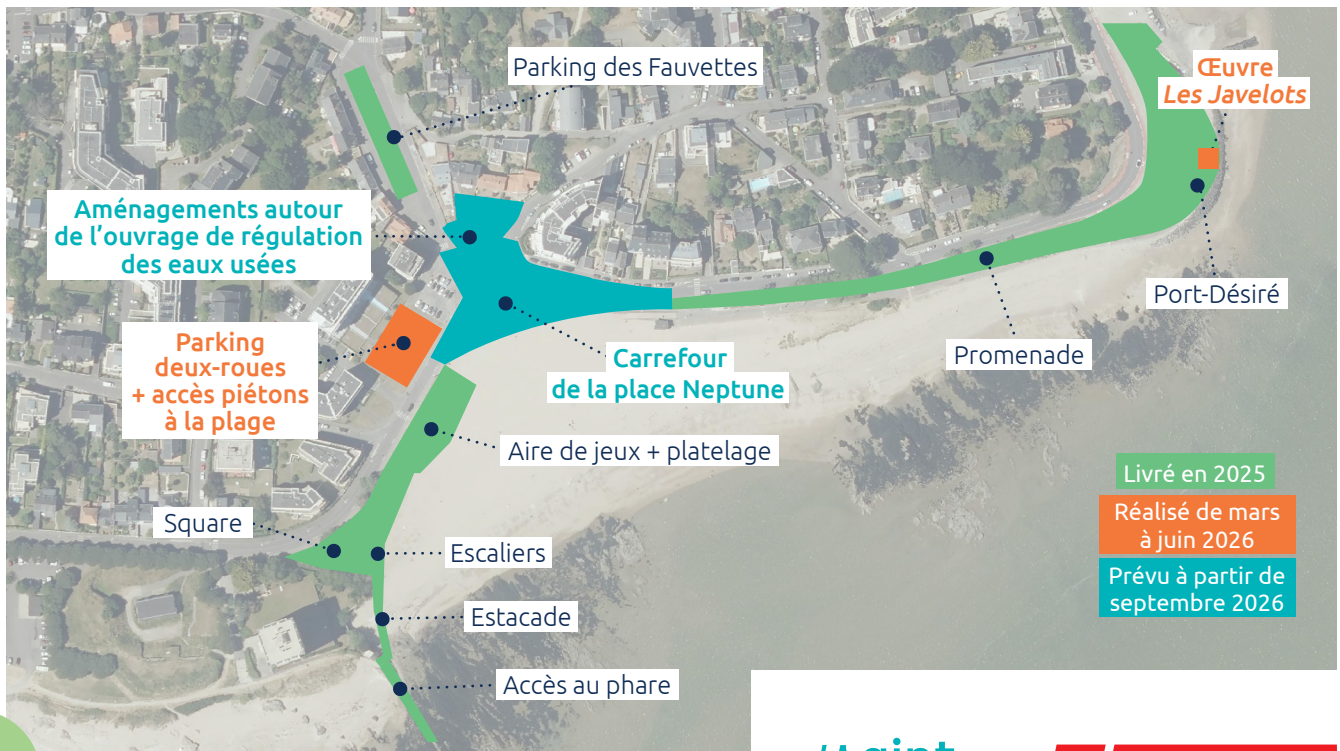 Parking des Fauvettes
Œuvre
Les Javelots
Aménagements autour
de l’ouvrage de régulation
des eaux usées
Port-Désiré
Parking
deux-roues
+ accès piétons
à la plage
Carrefour
de la place Neptune
Promenade
Aire de jeux + platelage
Livré en 2025
Réalisé de mars
à juin 2026
Prévu à partir de
septembre 2026
Square
Escaliers
Estacade
Accès au phare